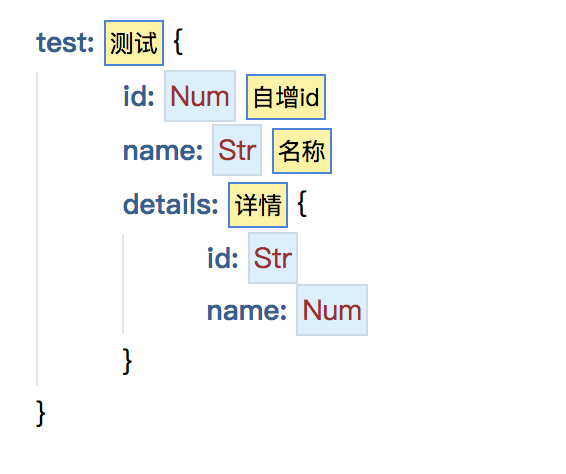 test: 测试 {
id: Num 自增id
name: Str 名称
details: 详情 {
id: Str
name: Num
}
}